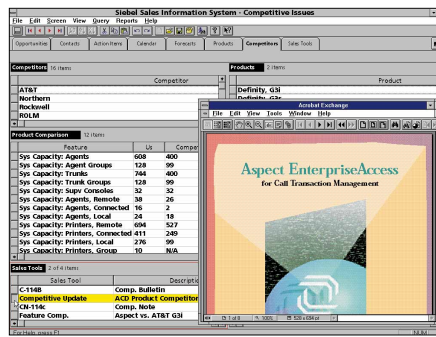 Siebel Sales Information System - Competitive Issues
File Edit Screen View Query Reports Help
Opportunities Contacts Action Items Calendar Forecasts Products Competitors Sales Tools
Competitors 16 items
Competitor
AT&T
Northern
Rockwell
ROLM
Products 2 items
Product
Definity, G3i
Product Comparison 12 items
Feature Us Compe
Sys Capacity: Agents 608 400
Sys Capacity: Agent Groups 128 99
Sys Capacity: Trunks 744 400
Sys Capacity: Trunk Groups 128 99
Sys Capacity: Supv Consoles 32 32
Sys Capacity: Agents, Remote 38 26
Sys Capacity: Agents, Connected 16 2
Sys Capacity: Agents, Local 24 18
Sys Capacity: Printers, Remote 694 527
Sys Capacity: Printers, Connected 411 249
Sys Capacity: Printers, Local 276 99
Sys Capacity: Printers, Group 10 N/A
Sales Tools 2 of 4 items
Sales Tool Descriptio
C-114B Comp. Bulletin
Competitive Update ACD Product Competitor
CN-114c Comp. Note
Feature Comp. Aspect vs. AT&T G3i
For Help, press F1
NUM
Acrobat Exchange
File Edit View Tools Window Help
Aspect EnterpriseAccess
for Call Transaction Management
1 of 8 100%